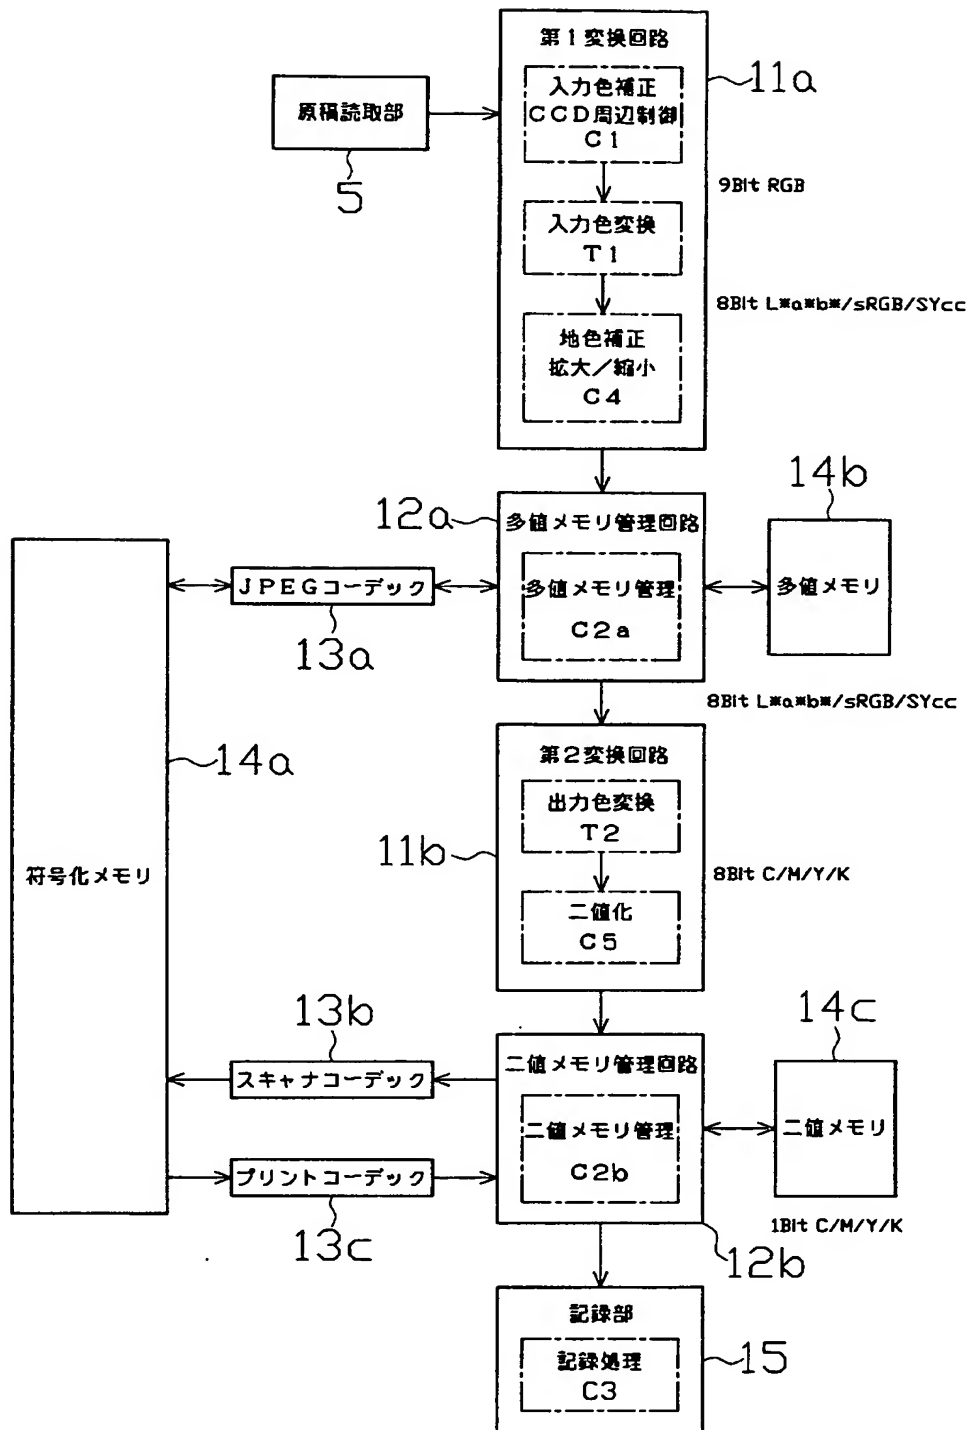 第１変換回路
入力色補正
ＣＣＤ周辺制御
Ｃ１
11a
原稿読取部
5
9Bit RGB
入力色変換
Ｔ１
8Bit L*a*b*/sRGB/SYcc
地色補正
拡大／縮小
Ｃ４
12a
多値メモリ管理回路
14b
多値メモリ管理
Ｃ２ａ
多値メモリ
ＪＰＥＧコーデック
13a
8Bit L*a*b*/sRGB/SYcc
第２変換回路
14a
出力色変換
Ｔ２
11b
8Bit C/M/Y/K
符号化メモリ
二値化
Ｃ５
13b
14c
スキャナコーデック
二値メモリ管理回路
二値メモリ管理
Ｃ２ｂ
二値メモリ
プリントコーデック
13c
1Bit C/M/Y/K
12b
記録部
記録処理
Ｃ３
15